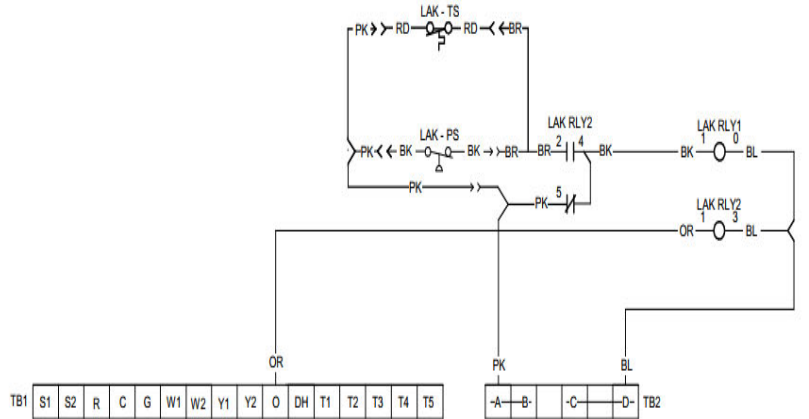 LAK - TS
PK RD RD BR
LAK - PS
PK BK BK BR BR
LAK RLY2
2 4
BK
LAK RLY1
1 0
BK BL
PK
PK 5
LAK RLY2
1 3
OR BL
OR PK BL
TB1 S1 S2 R C G W1 W2 Y1 Y2 O DH T1 T2 T3 T4 T5
-A B- -C D- TB2